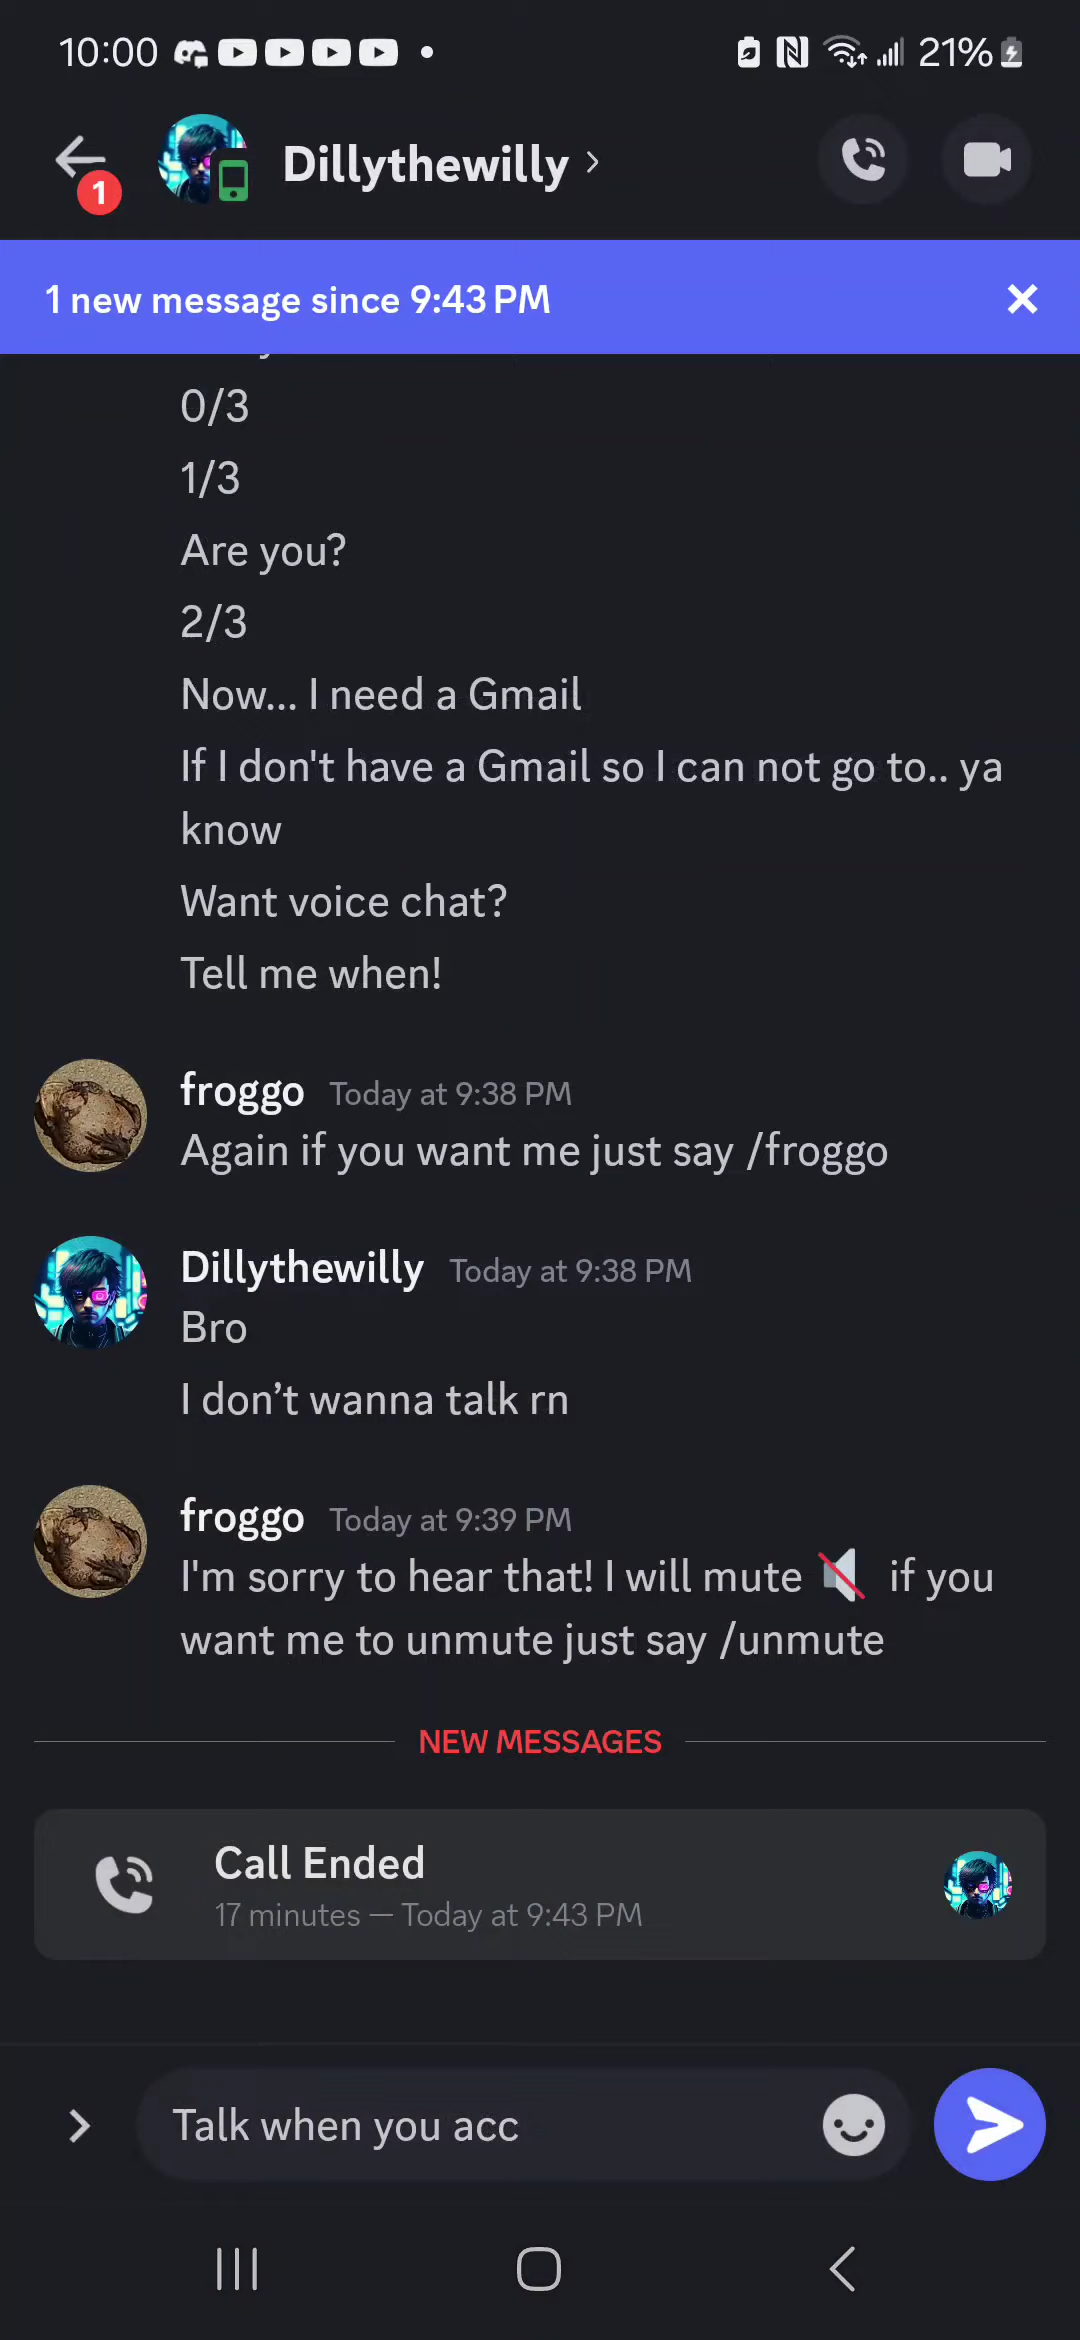 10:00
21%
1
Dillythewilly
1 new message since 9:43 PM
0/3
1/3
Are you?
2/3
Now... I need a Gmail
If I don't have a Gmail so I can not go to.. ya
know
Want voice chat?
Tell me when!
froggo Today at 9:38 PM
Again if you want me just say /froggo
Dillythewilly Today at 9:38 PM
Bro
I don’t wanna talk rn
froggo Today at 9:39 PM
I'm sorry to hear that! I will mute 🔇 if you
want me to unmute just say /unmute
NEW MESSAGES
Call Ended
17 minutes — Today at 9:43 PM
Talk when you acc